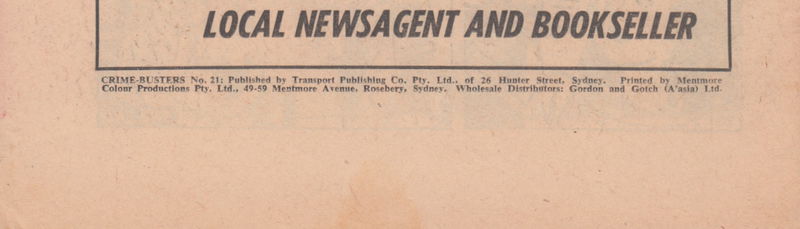 LOCAL NEWSAGENT AND BOOKSELLER
CRIME-BUSTERS No. 21: Published by Transport Publishing Co. Pty. Ltd., of 26 Hunter Street, Sydney. Printed by Mentmore
Colour Productions Pty. Ltd., 49-59 Mentmore Avenue, Rosebery, Sydney. Wholesale Distributors: Gordon and Gotch (A'asia) Ltd.